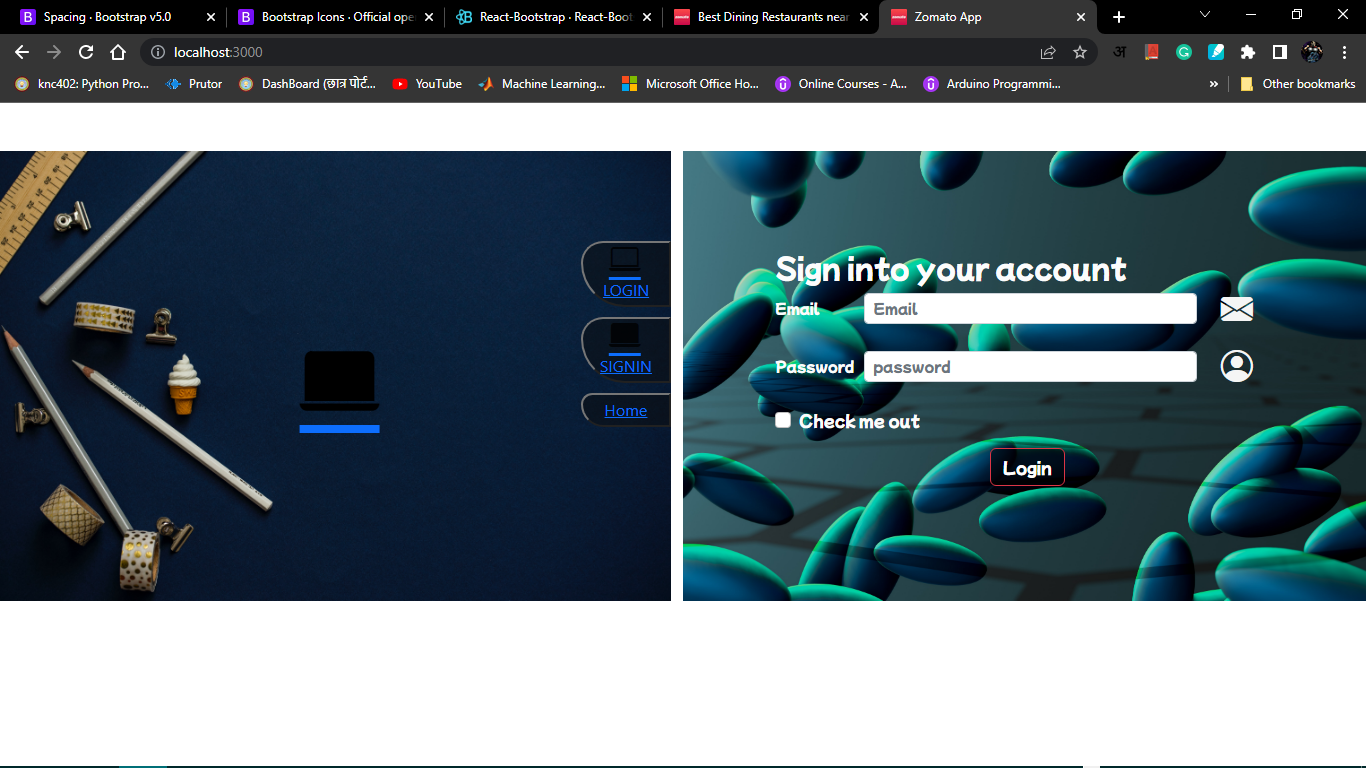 Spacing · Bootstrap v5.0
Bootstrap Icons · Official ope
React-Bootstrap · React-Boot
Best Dining Restaurants near
Zomato App
localhost:3000
knc402: Python Pro...
Prutor
DashBoard (छात्र पोर्ट...
YouTube
Machine Learning...
Microsoft Office Ho...
Online Courses - A...
Arduino Programmi...
»
Other bookmarks
LOGIN
SIGNIN
Home
Sign into your account
Email Email
Password password
Check me out
Login